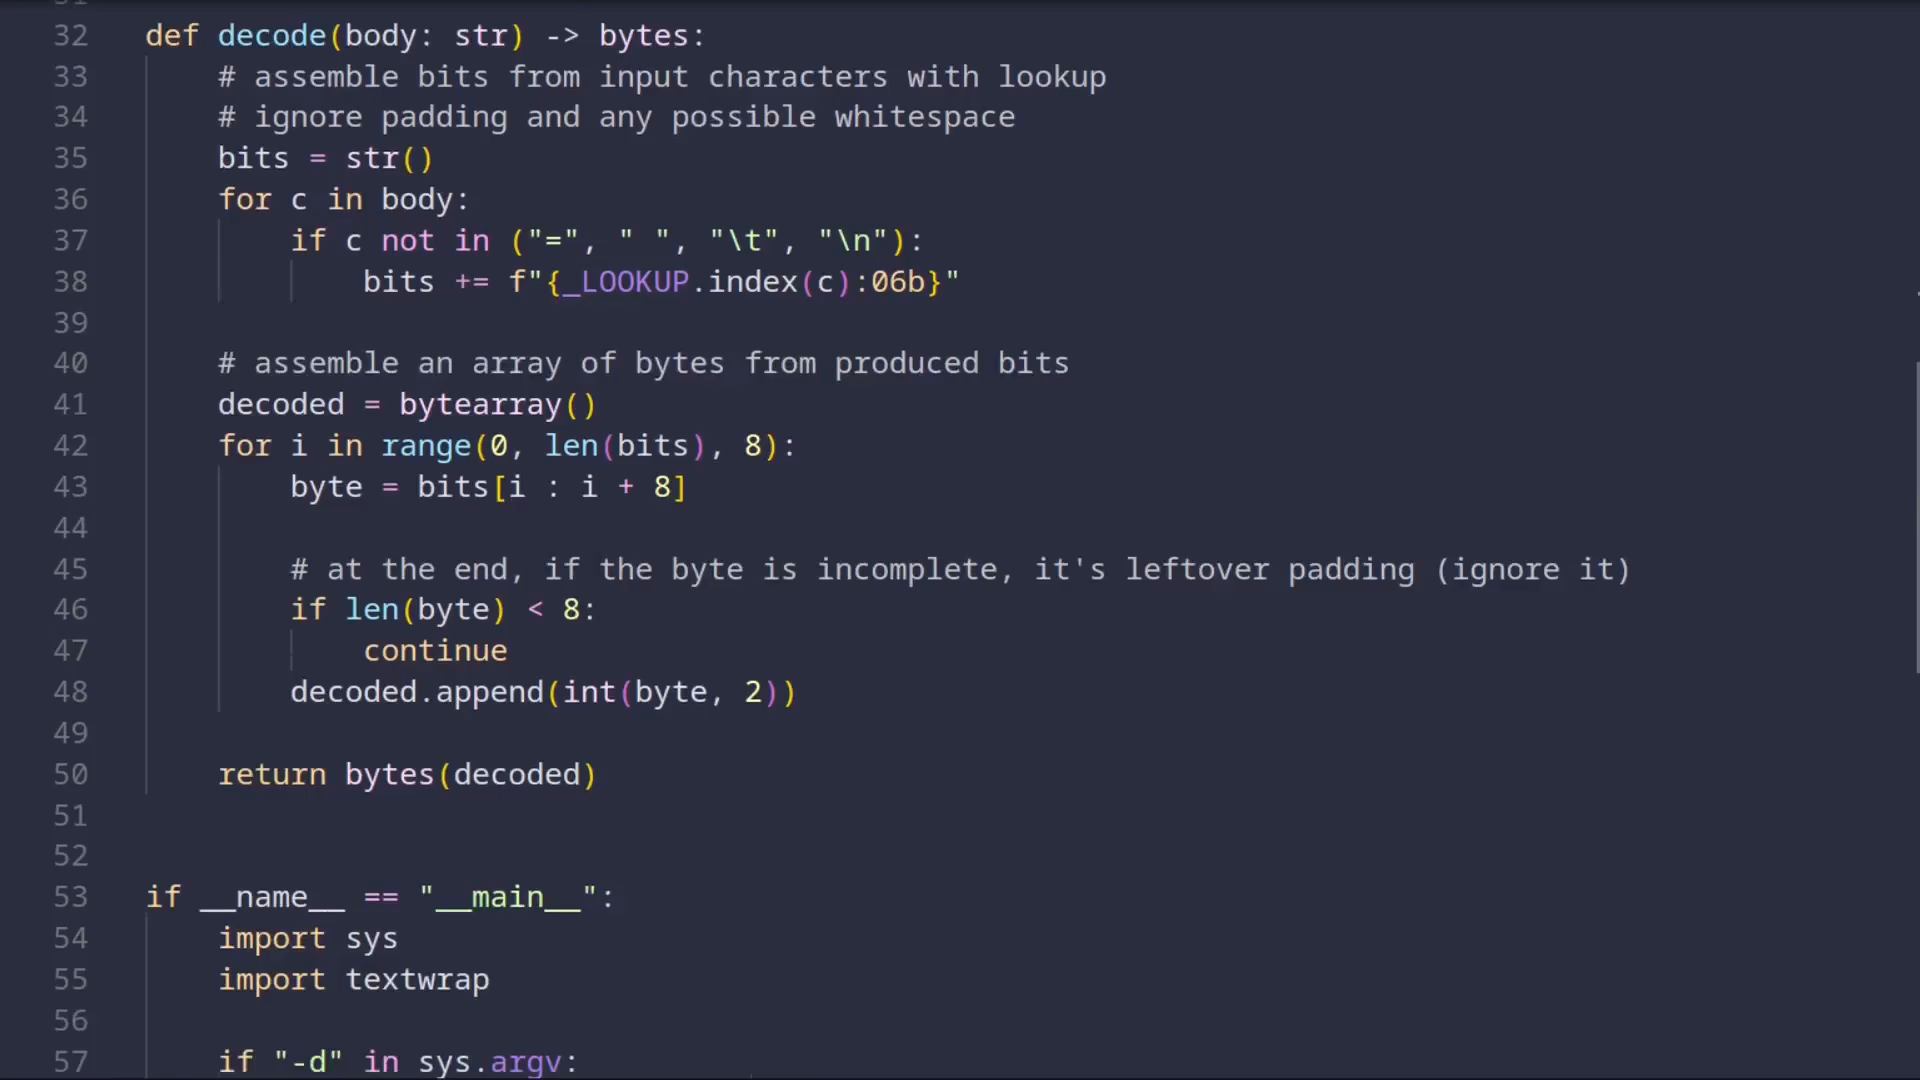 32 def decode(body: str) -> bytes:
33 # assemble bits from input characters with lookup
34 # ignore padding and any possible whitespace
35 bits = str()
36 for c in body:
37 if c not in ("=", " ", "\t", "\n"):
38 bits += f"{_LOOKUP.index(c):06b}"
39
40 # assemble an array of bytes from produced bits
41 decoded = bytearray()
42 for i in range(0, len(bits), 8):
43 byte = bits[i : i + 8]
44
45 # at the end, if the byte is incomplete, it's leftover padding (ignore it)
46 if len(byte) < 8:
47 continue
48 decoded.append(int(byte, 2))
49
50 return bytes(decoded)
51
52
53 if __name__ == "__main__":
54 import sys
55 import textwrap
56
57 if "-d" in sys.argv: